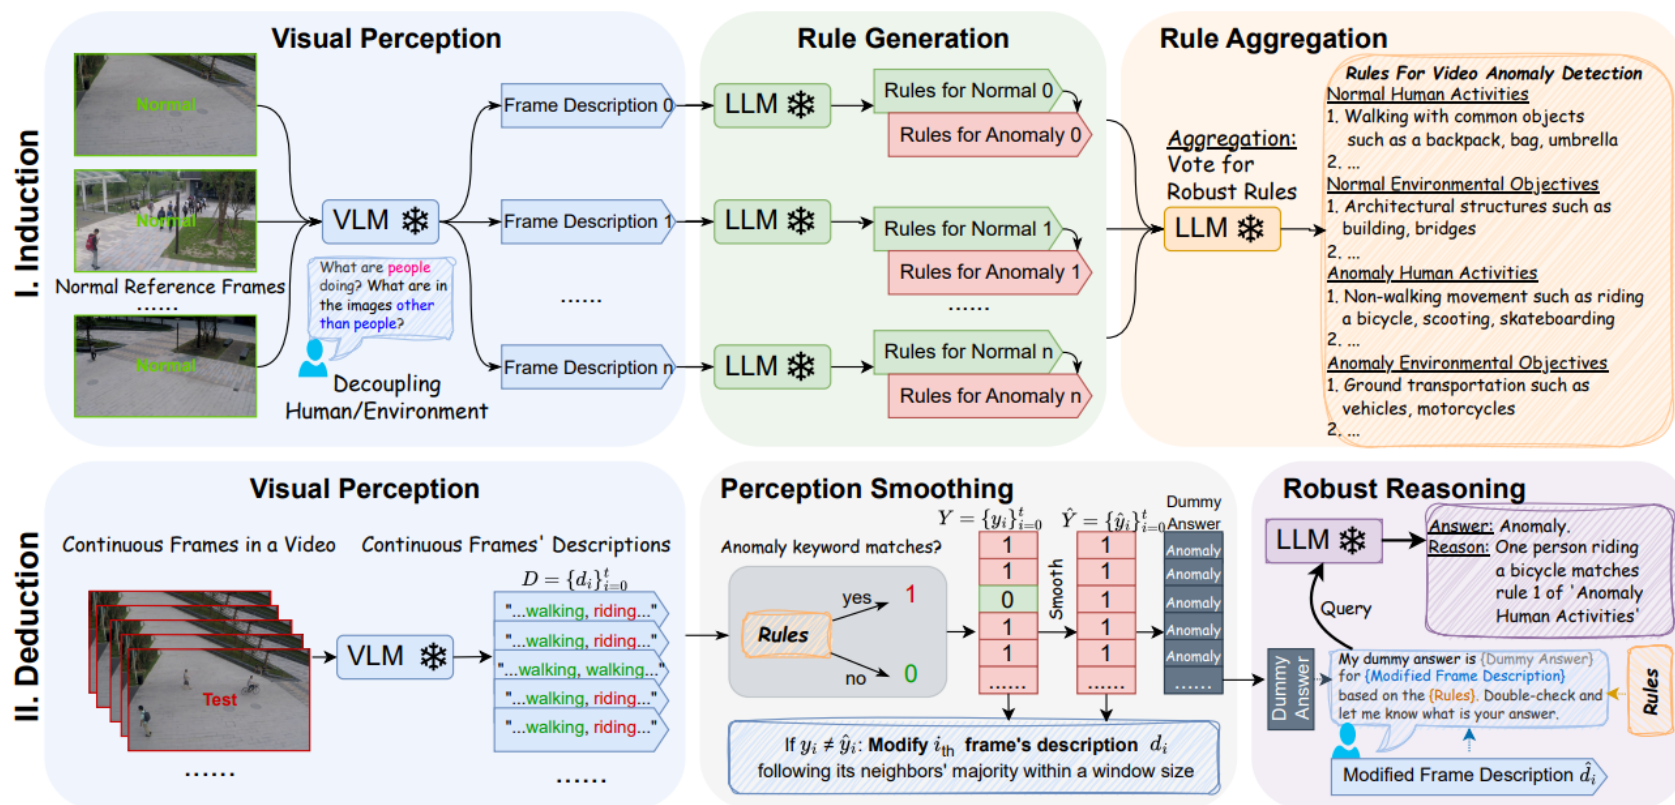 I. Induction
Visual Perception
Normal
Normal
Normal Reference Frames
......
Normal
VLM
What are people
doing? What are in
the images other
than people?
Decoupling
Human/Environment
Frame Description 0
Frame Description 1
......
Frame Description n
Rule Generation
LLM
Rules for Normal 0
Rules for Anomaly 0
LLM
Rules for Normal 1
Rules for Anomaly 1
......
LLM
Rules for Normal n
Rules for Anomaly n
Rule Aggregation
Aggregation:
Vote for
Robust Rules
LLM
Rules For Video Anomaly Detection
Normal Human Activities
1. Walking with common objects
such as a backpack, bag, umbrella
2. ...
Normal Environmental Objectives
1. Architectural structures such as
building, bridges
2. ...
Anomaly Human Activities
1. Non-walking movement such as riding
a bicycle, scooting, skateboarding
2. ...
Anomaly Environmental Objectives
1. Ground transportation such as
vehicles, motorcycles
2. ...
II. Deduction
Visual Perception
Continuous Frames in a Video
Test
......
VLM
Continuous Frames' Descriptions
D = {d_i}_{i=0}^t
"...walking, riding..."
"...walking, riding..."
"...walking, walking..."
"...walking, riding..."
"...walking, riding..."
......
Perception Smoothing
Anomaly keyword matches?
Rules
yes
1
no
0
Y = {y_i}_{i=0}^t
1
1
0
1
1
......
Smooth
Ŷ = {ŷ_i}_{i=0}^t
1
1
1
1
1
......
Dummy
Answer
Anomaly
Anomaly
Anomaly
Anomaly
Anomaly
......
If y_i ≠ ŷ_i: Modify i_th frame's description d_i
following its neighbors' majority within a window size
Robust Reasoning
LLM
Answer: Anomaly.
Reason: One person riding
a bicycle matches
rule 1 of 'Anomaly
Human Activities'
Query
Dummy
Answer
My dummy answer is {Dummy Answer}
for {Modified Frame Description}
based on the {Rules}. Double-check and
let me know what is your answer.
Rules
Modified Frame Description d̂_i